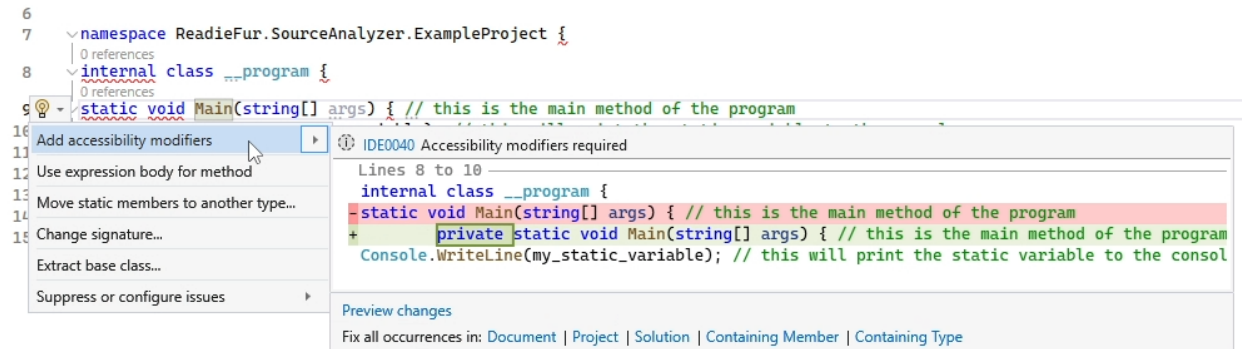 6
7 namespace ReadieFur.SourceAnalyzer.ExampleProject {
0 references
8 internal class __program {
0 references
9 static void Main(string[] args) { // this is the main method of the program
10
11
12
13
14
15
Add accessibility modifiers
Use expression body for method
Move static members to another type...
Change signature...
Extract base class...
Suppress or configure issues
IDE0040 Accessibility modifiers required
Lines 8 to 10
internal class __program {
-static void Main(string[] args) { // this is the main method of the program
+ private static void Main(string[] args) { // this is the main method of the program
Console.WriteLine(my_static_variable); // this will print the static variable to the consol
Preview changes
Fix all occurrences in: Document | Project | Solution | Containing Member | Containing Type